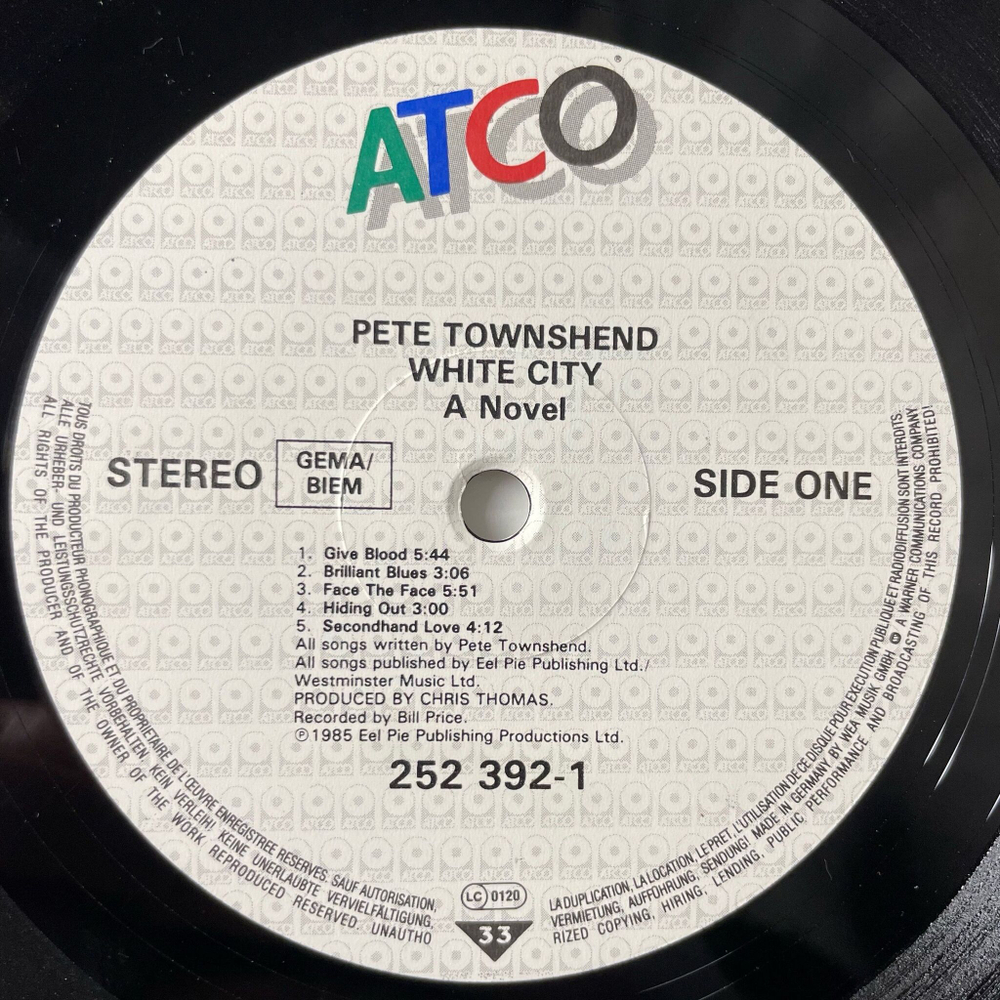 ATCO®
PETE TOWNSHEND
WHITE CITY
A Novel
STEREO
GEMA/
BIEM
SIDE ONE
1. Give Blood 5:44
2. Brilliant Blues 3:06
3. Face The Face 5:51
4. Hiding Out 3:00
5. Secondhand Love 4:12
All songs written by Pete Townshend.
All songs published by Eel Pie Publishing Ltd./
Westminster Music Ltd.
PRODUCED BY CHRIS THOMAS.
Recorded by Bill Price.
℗1985 Eel Pie Publishing Productions Ltd.
252 392-1
LC 0120
33
TOUS DROITS DU PRODUCTEUR PHONOGRAPHIQUE ET DU PROPRIETAIRE DE L'ŒUVRE ENREGISTREE RESERVES. SAUF AUTORISATION,
LA DUPLICATION, LA LOCATION, LE PRET, L'UTILISATION DE CE DISQUE POUR EXECUTION PUBLIQUE ET RADIODIFFUSION SONT INTERDITS.
ALLE URHEBER- UND LEISTUNGSSCHUTZRECHTE VORBEHALTEN. KEIN VERLEIH! KEINE UNERLAUBTE VERVIELFÄLTIGUNG,
VERMIETUNG, AUFFÜHRUNG, SENDUNG! MADE IN GERMANY BY WEA MUSIK GMBH A WARNER COMMUNICATIONS COMPANY
ALL RIGHTS OF THE PRODUCER AND OF THE OWNER OF THE WORK REPRODUCED RESERVED. UNAUTHO
RIZED COPYING, HIRING, LENDING, PUBLIC PERFORMANCE AND BROADCASTING OF THIS RECORD PROHIBITED!